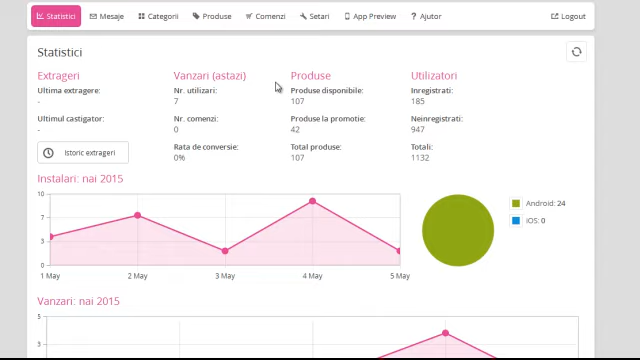 Statistici Mesaje Categorii Produse Comenzi Setari App Preview ? Ajutor Logout
Statistici
Extrageri Vanzari (astazi) Produse Utilizatori
Ultima extragere: Nr. utilizari: Produse disponibile: Inregistrati:
- 7 107 185
Ultimul castigator: Nr. comenzi: Produse la promotie: Neinregistrati:
- 0 42 947
Istoric extrageri Rata de conversie: Total produse: Totali:
0% 107 1132
Instalari: nai 2015
10
7
3
0
1 May 2 May 3 May 4 May 5 May
Android: 24
iOS: 0
Vanzari: nai 2015
5
3